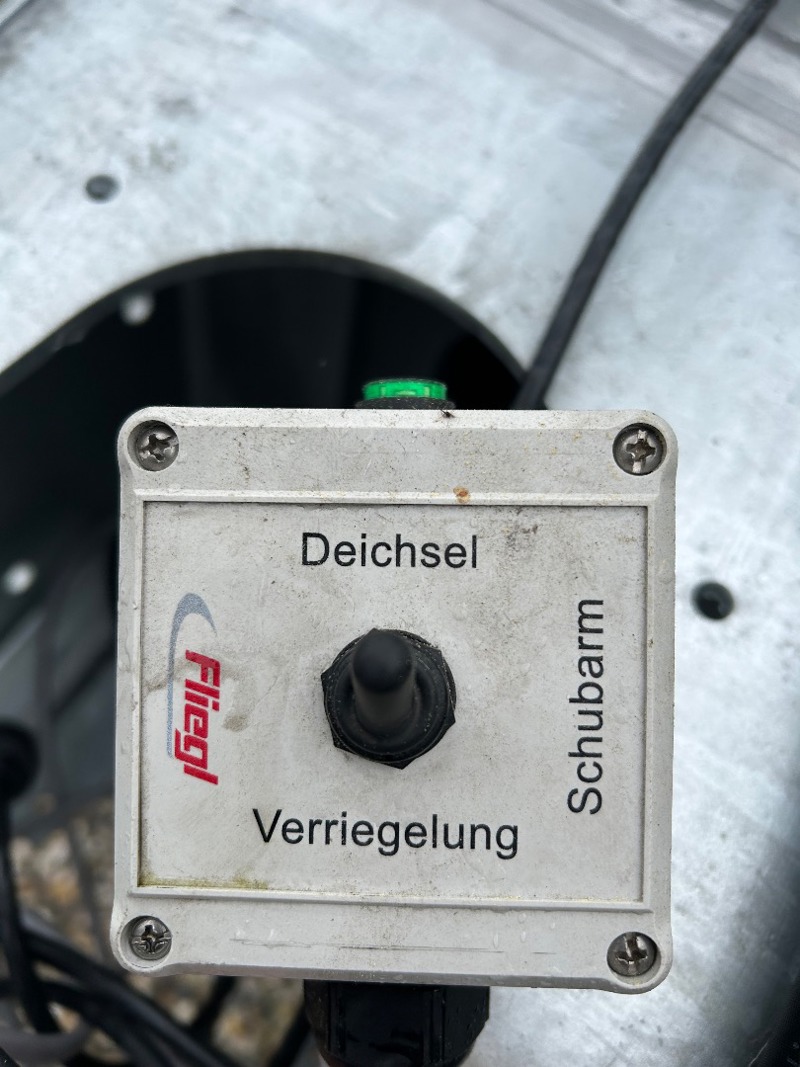 Deichsel
Fliegl
Schubarm
Verriegelung